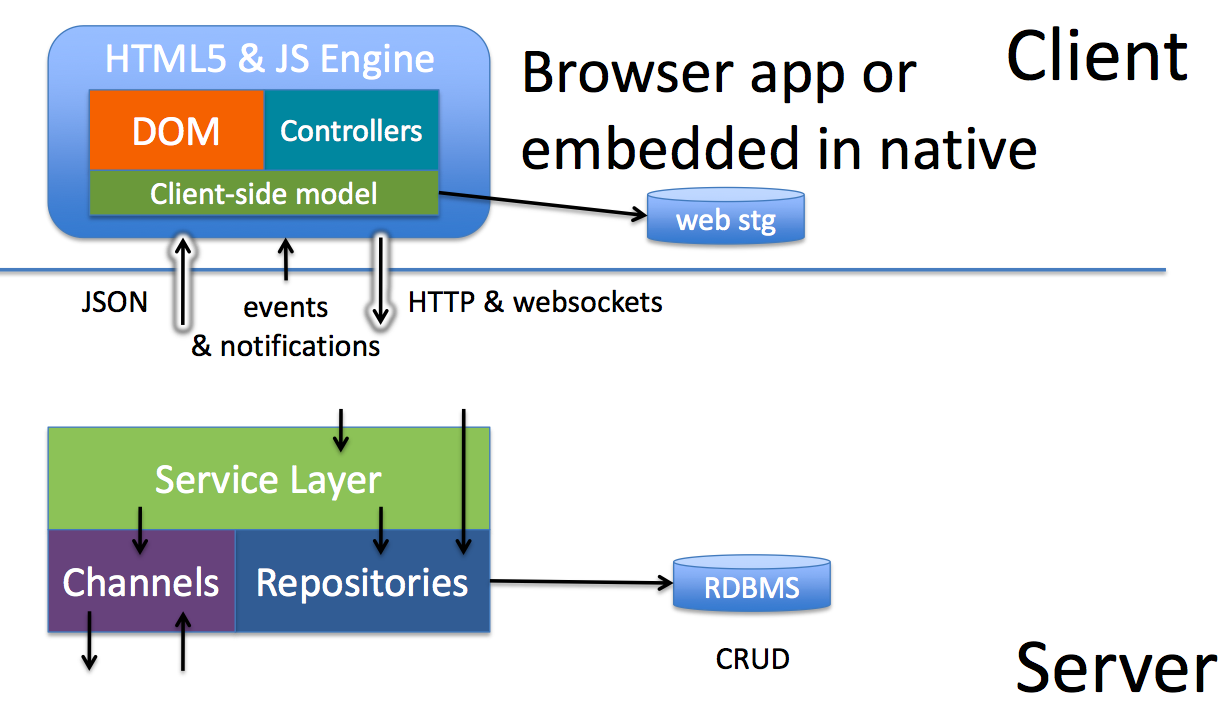 Client
HTML5 & JS Engine
Browser app or
embedded in native
DOM
Controllers
Client-side model
web stg
JSON
events
& notifications
HTTP & websockets
Service Layer
Channels
Repositories
RDBMS
CRUD
Server